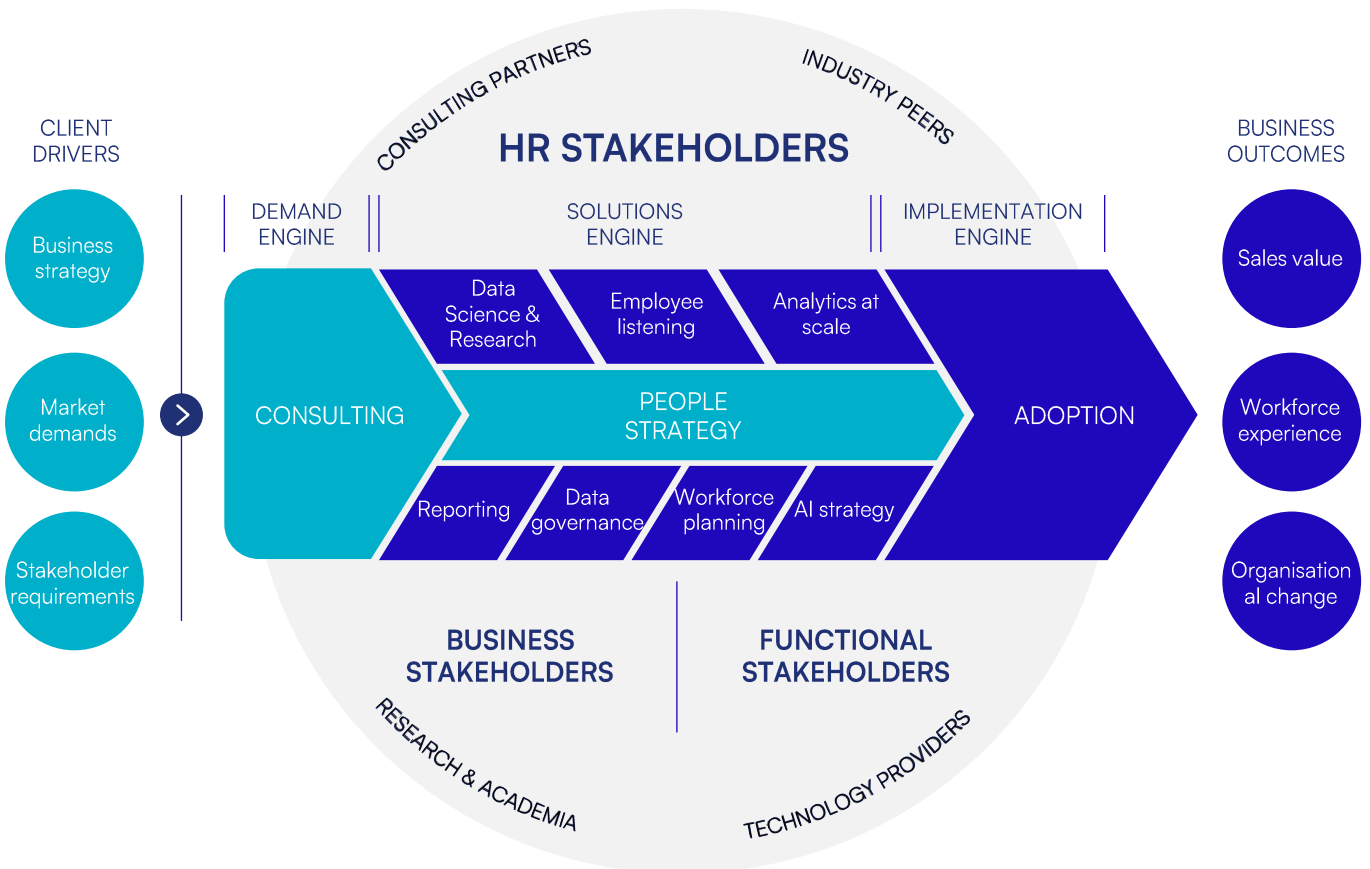 CONSULTING PARTNERS
INDUSTRY PEERS
HR STAKEHOLDERS
CLIENT
DRIVERS
BUSINESS
OUTCOMES
DEMAND
ENGINE
SOLUTIONS
ENGINE
IMPLEMENTATION
ENGINE
Business
strategy
Market
demands
Stakeholder
requirements
CONSULTING
Data
Science &
Research
Employee
listening
Analytics at
scale
PEOPLE
STRATEGY
Reporting
Data
governance
Workforce
planning
AI strategy
ADOPTION
Sales value
Workforce
experience
Organisation
al change
BUSINESS
STAKEHOLDERS
FUNCTIONAL
STAKEHOLDERS
RESEARCH & ACADEMIA
TECHNOLOGY PROVIDERS